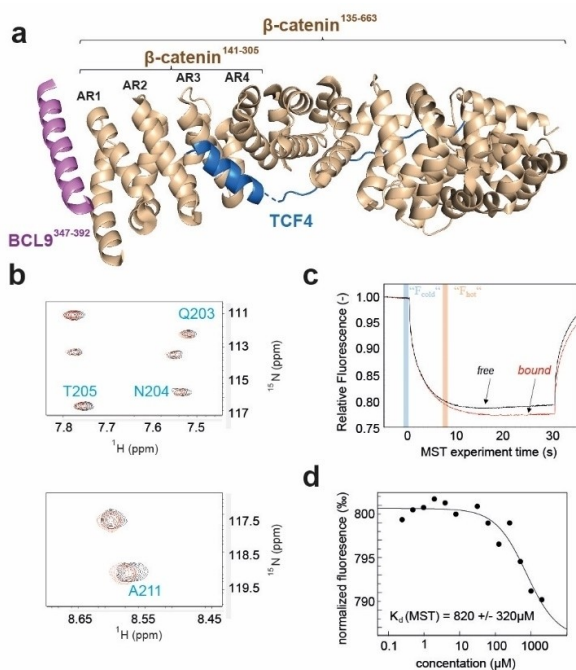 a
β-catenin135-663
β-catenin141-305
AR1 AR2 AR3 AR4
TCF4
BCL9347-392
b
Q203
T205 N204
111
113
115
117
15N (ppm)
7.8 7.7 7.6 7.5
1H (ppm)
A211
117.5
118.5
119.5
15N (ppm)
8.65 8.55 8.45
1H (ppm)
c
"Fcold" "Fhot"
free bound
1.00
0.95
0.90
0.85
0.80
0.75
Relative Fluorescence (-)
0 10 20 30
MST experiment time (s)
d
800
795
790
normalized fluoresence (‰)
Kd (MST) = 820 +/- 320µM
0.1 1 10 100 1000
concentation (µM)